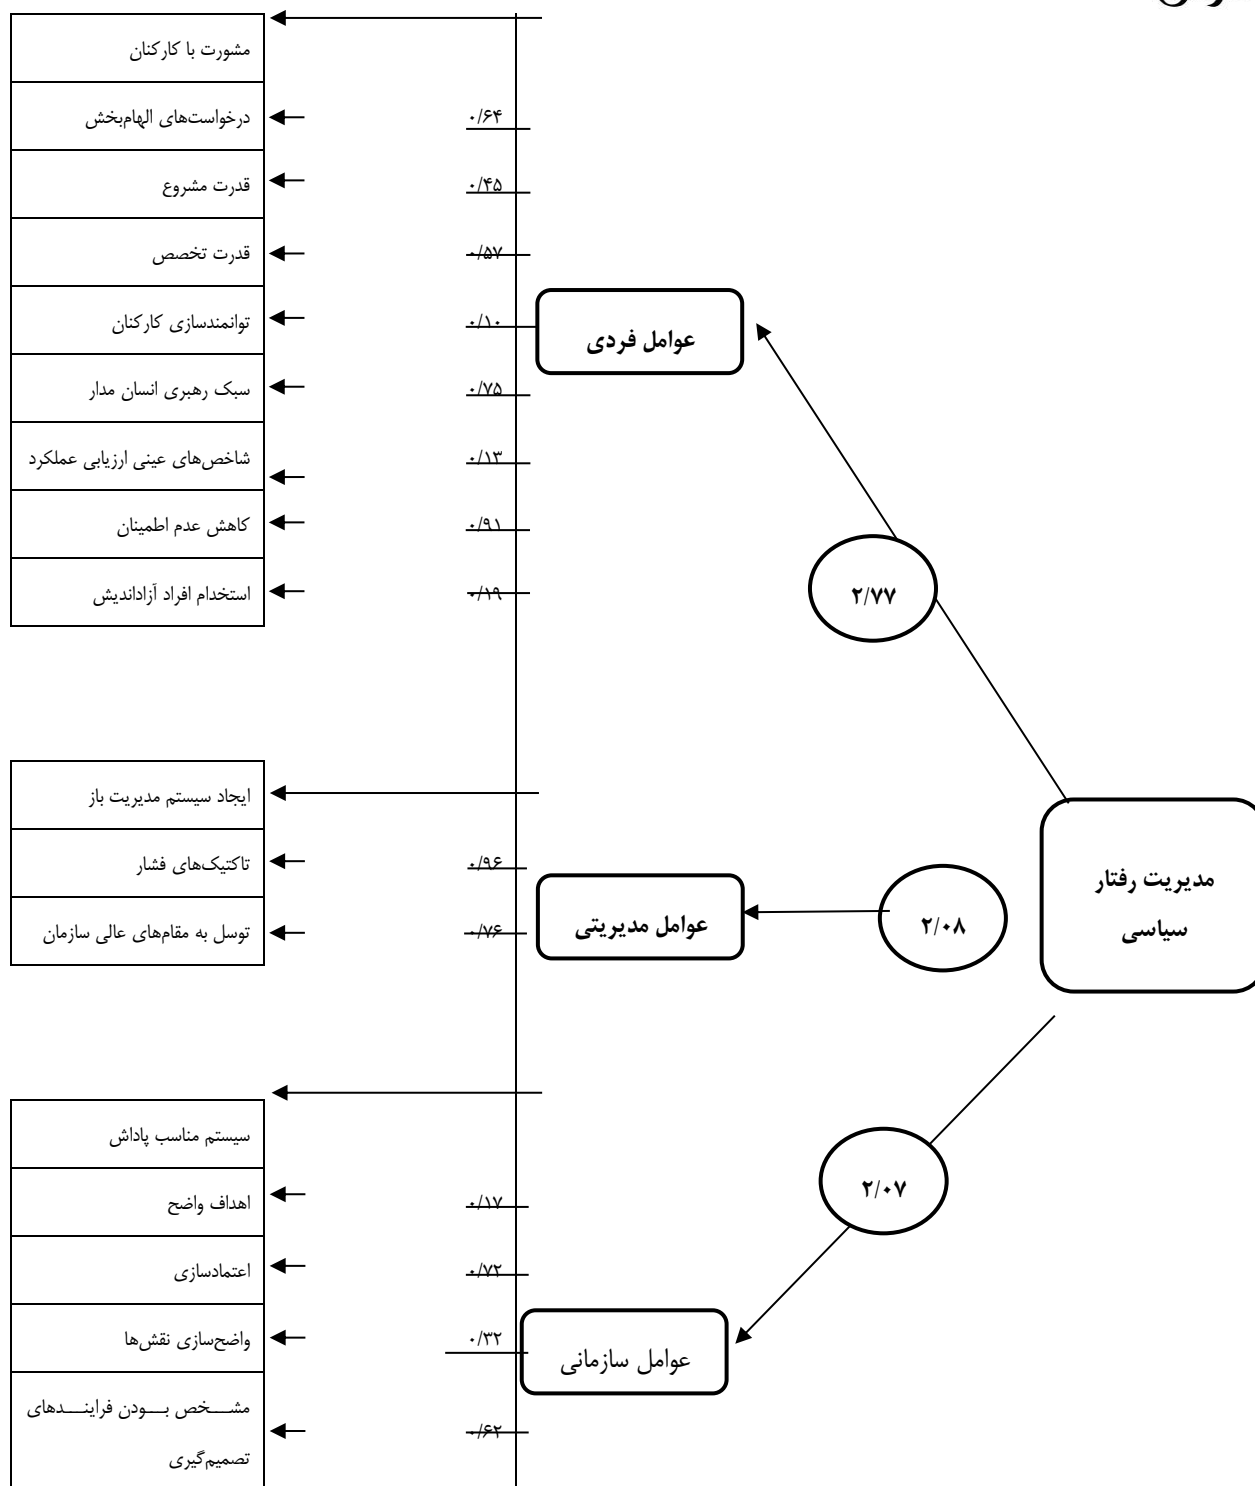 مشورت با کارکنان
درخواست‌های الهام‌بخش
۰/۶۴
قدرت مشروع
۰/۴۵
قدرت تخصص
۰/۵۷
توانمندسازی کارکنان
۰/۱۰
عوامل فردی
سبک رهبری انسان مدار
۰/۷۵
شاخص‌های عینی ارزیابی عملکرد
۰/۱۳
کاهش عدم اطمینان
۰/۹۱
استخدام افراد آزاداندیش
۰/۱۹
۲/۷۷
ایجاد سیستم مدیریت باز
تاکتیک‌های فشار
۰/۹۶
توسل به مقام‌های عالی سازمان
۰/۷۶
عوامل مدیریتی
۲/۰۸
مدیریت رفتار
سیاسی
سیستم مناسب پاداش
اهداف واضح
۰/۱۷
۲/۰۷
اعتمادسازی
۰/۷۲
واضح‌سازی نقش‌ها
۰/۳۲
عوامل سازمانی
مشخص بودن فرایندهای
تصمیم‌گیری
۰/۶۲